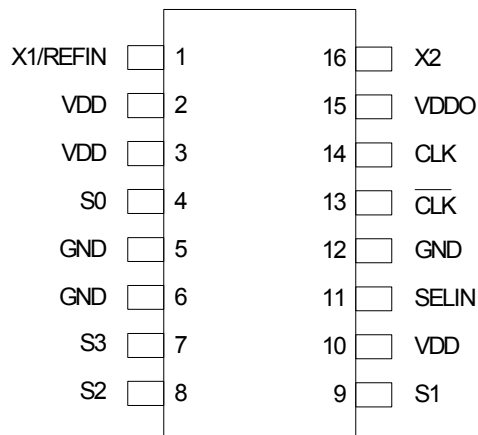 X1/REFIN 1 16 X2
VDD 2 15 VDDO
VDD 3 14 CLK
S0 4 13 C̅L̅K̅
GND 5 12 GND
GND 6 11 SELIN
S3 7 10 VDD
S2 8 9 S1